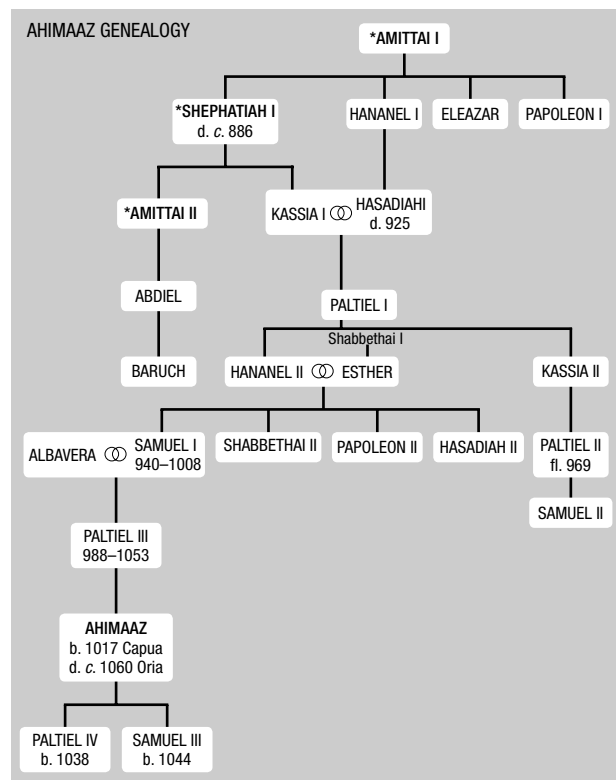 AHIMAAZ GENEALOGY
*AMITTAI I
*SHEPHATIAH I
d. c. 886
HANANEL I
ELEAZAR
PAPOLEON I
*AMITTAI II
KASSIA I
HASADIAHI
d. 925
ABDIEL
PALTIEL I
Shabbethai I
BARUCH
HANANEL II
ESTHER
KASSIA II
ALBAVERA
SAMUEL I
940–1008
SHABBETHAI II
PAPOLEON II
HASADIAH II
PALTIEL II
fl. 969
SAMUEL II
PALTIEL III
988–1053
AHIMAAZ
b. 1017 Capua
d. c. 1060 Oria
PALTIEL IV
b. 1038
SAMUEL III
b. 1044